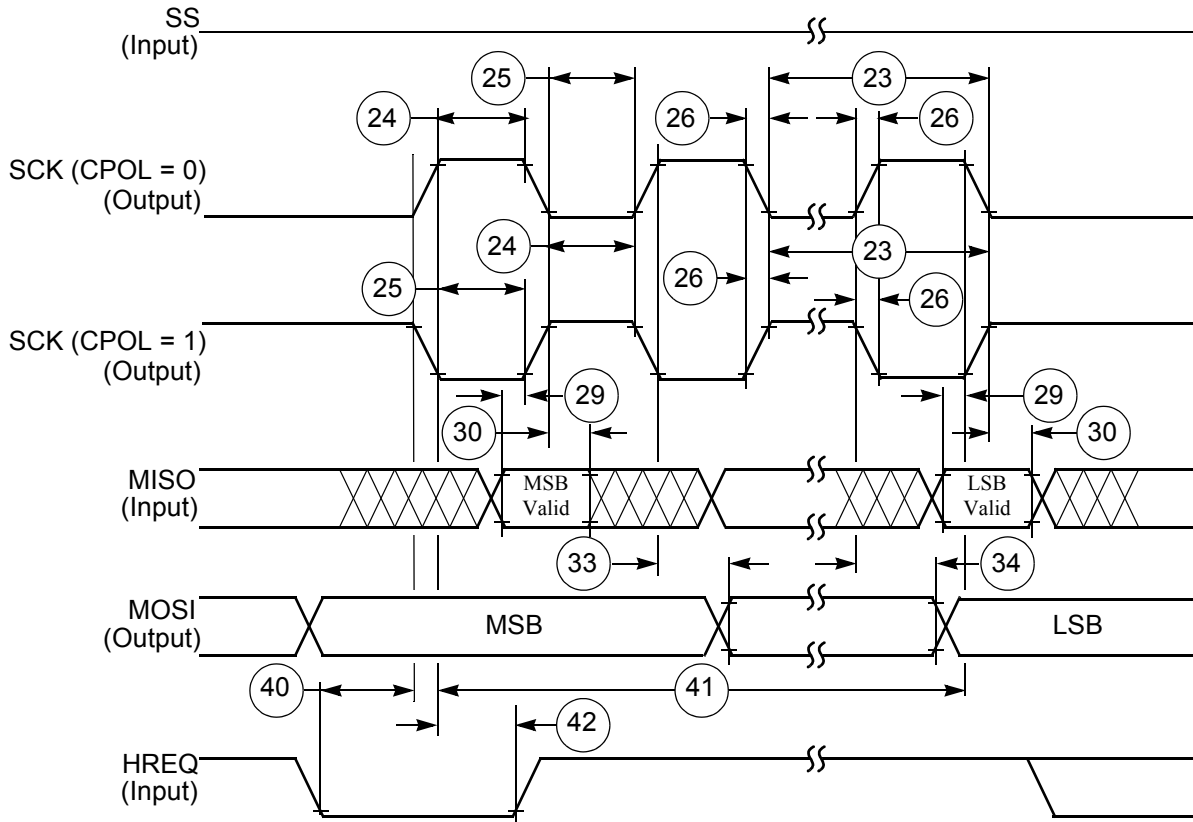 SS
(Input)
25
23
24
26
26
SCK (CPOL = 0)
(Output)
24
23
25
26
26
SCK (CPOL = 1)
(Output)
29
29
30
30
MISO
(Input)
MSB
Valid
LSB
Valid
33
34
MOSI
(Output)
MSB
LSB
40
41
42
HREQ
(Input)